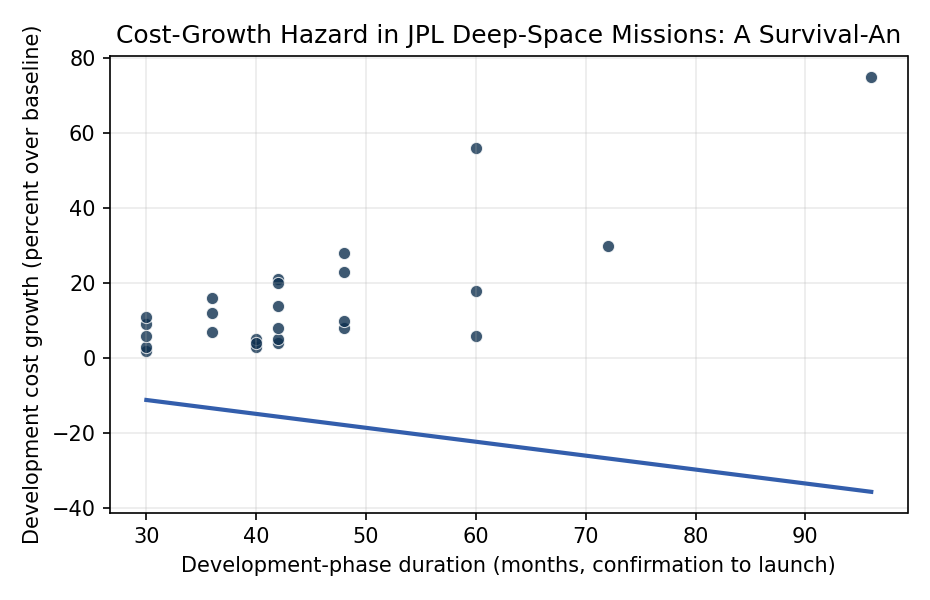 Cost-Growth Hazard in JPL Deep-Space Missions: A Survival-An
Development cost growth (percent over baseline)
80
60
40
20
0
−20
−40
30 40 50 60 70 80 90
Development-phase duration (months, confirmation to launch)